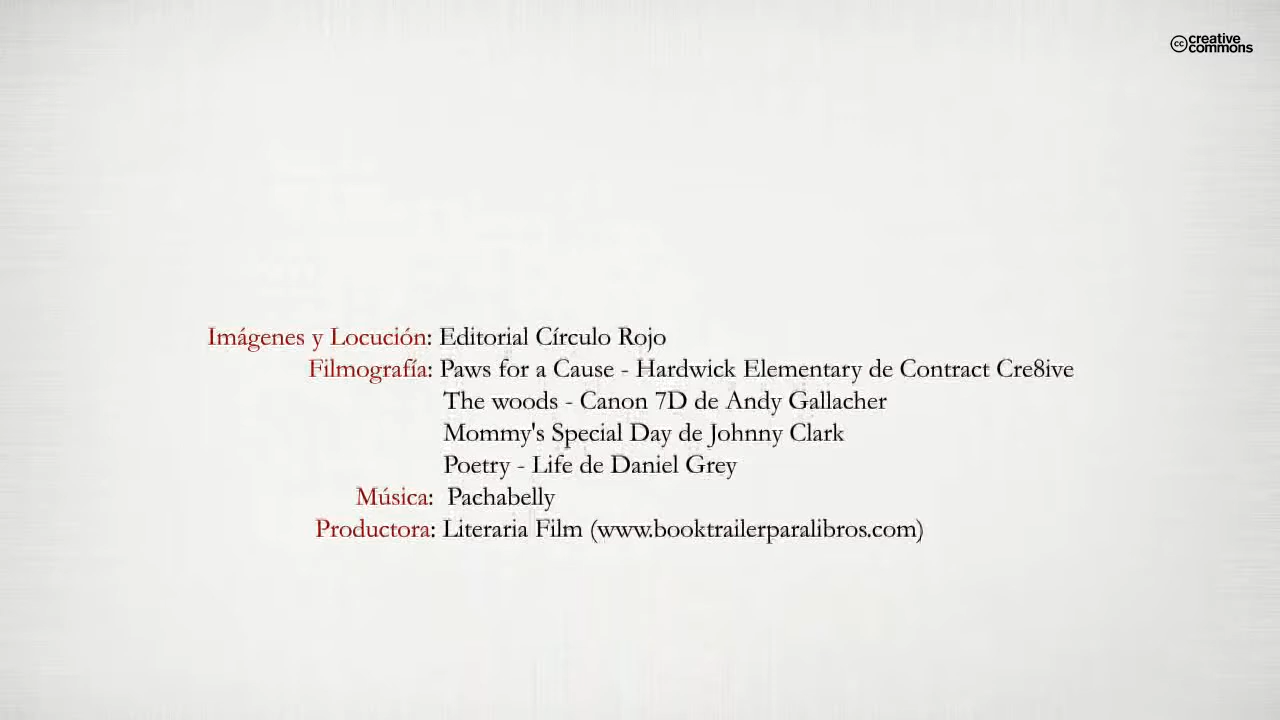 cc creative
commons
Imágenes y Locución: Editorial Círculo Rojo
Filmografía: Paws for a Cause - Hardwick Elementary de Contract Cre8ive
The woods - Canon 7D de Andy Gallacher
Mommy's Special Day de Johnny Clark
Poetry - Life de Daniel Grey
Música: Pachabelly
Productora: Literaria Film (www.booktrailerparalibros.com)